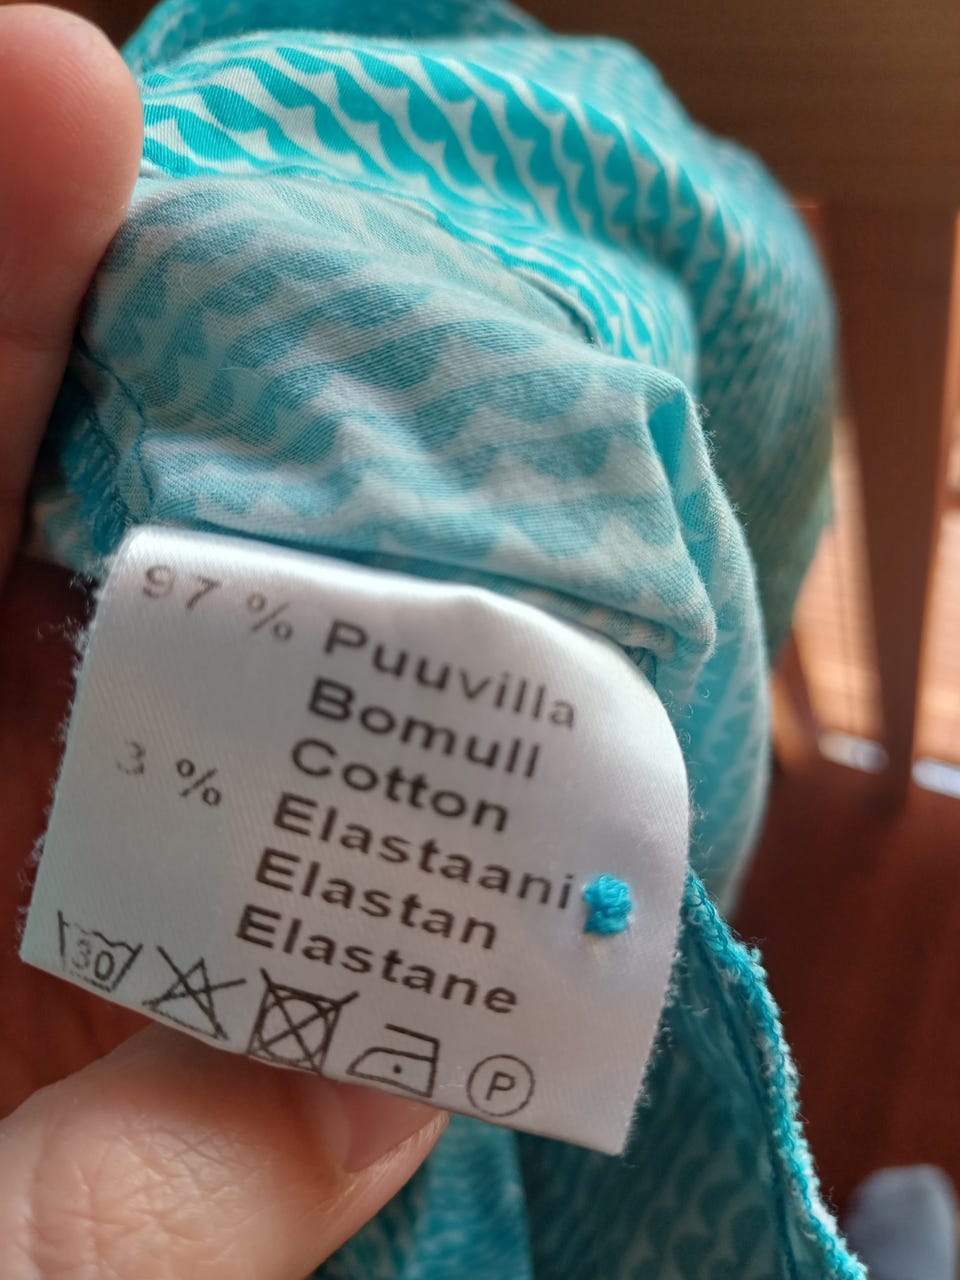 97 % Puuvilla
Bomull
Cotton
3 % Elastaani
Elastan
Elastane
30
P